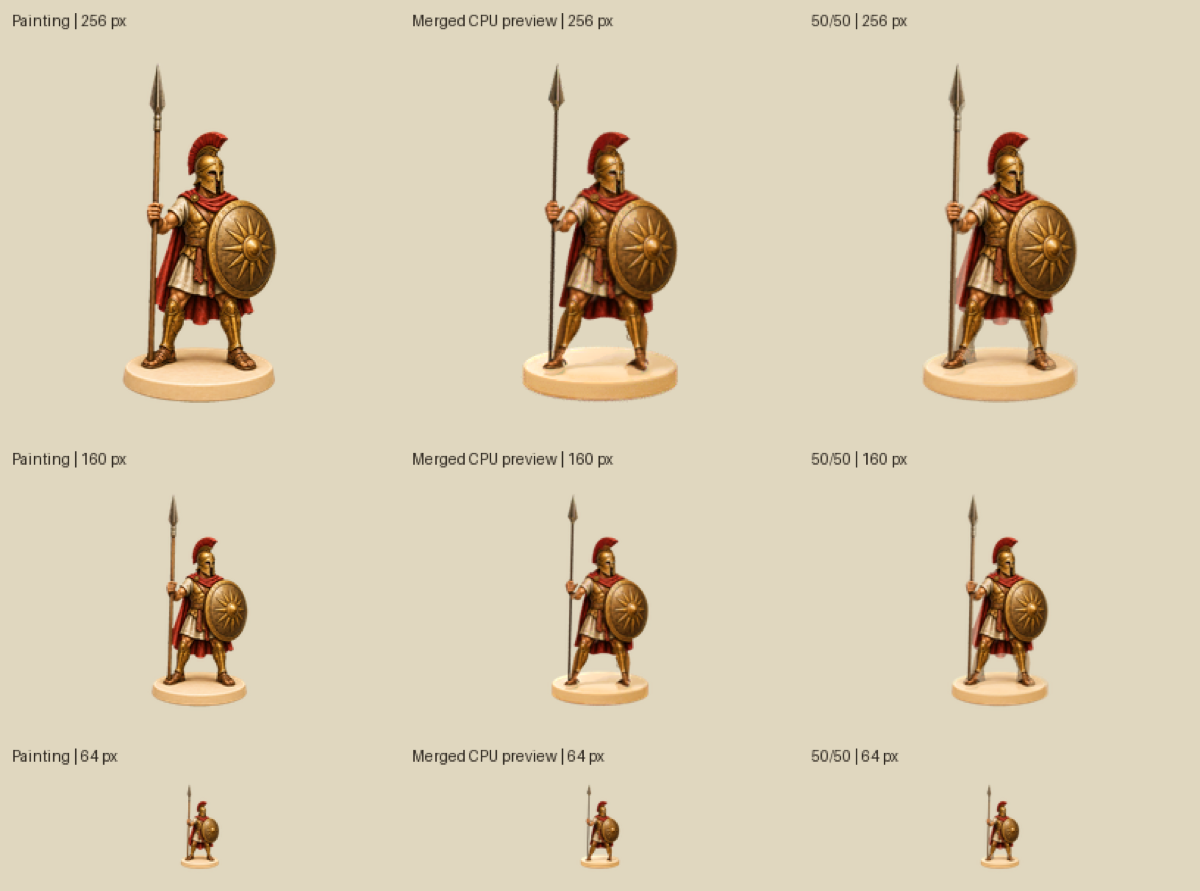 Painting | 256 px
Merged CPU preview | 256 px
50/50 | 256 px
Painting | 160 px
Merged CPU preview | 160 px
50/50 | 160 px
Painting | 64 px
Merged CPU preview | 64 px
50/50 | 64 px